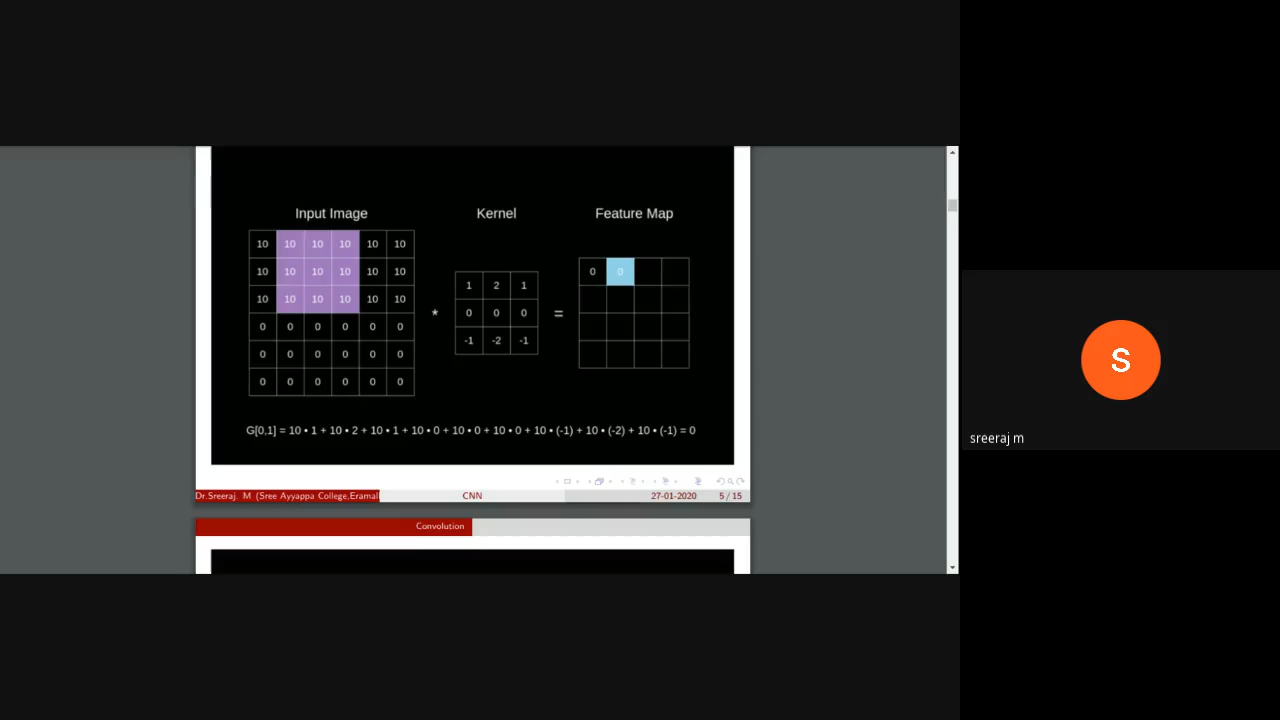 Input Image Kernel Feature Map
10 10 10 10 10 10
10 10 10 10 10 10
10 10 10 10 10 10
0 0 0 0 0 0
0 0 0 0 0 0
0 0 0 0 0 0
*
1 2 1
0 0 0
-1 -2 -1
=
0 0
G[0,1] = 10 • 1 + 10 • 2 + 10 • 1 + 10 • 0 + 10 • 0 + 10 • 0 + 10 • (-1) + 10 • (-2) + 10 • (-1) = 0
Dr.Sreeraj. M (Sree Ayyappa College,Eramal CNN 27-01-2020 5 / 15
Convolution
S
sreeraj m